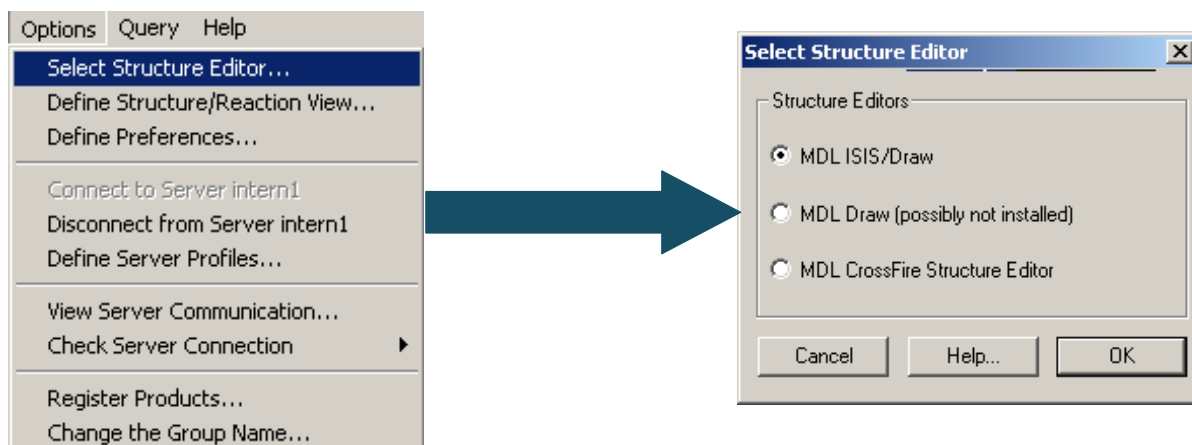 Options Query Help
Select Structure Editor...
Define Structure/Reaction View...
Define Preferences...
Connect to Server intern1
Disconnect from Server intern1
Define Server Profiles...
View Server Communication...
Check Server Connection
Register Products...
Change the Group Name...
Select Structure Editor
Structure Editors
MDL ISIS/Draw
MDL Draw (possibly not installed)
MDL CrossFire Structure Editor
Cancel Help... OK